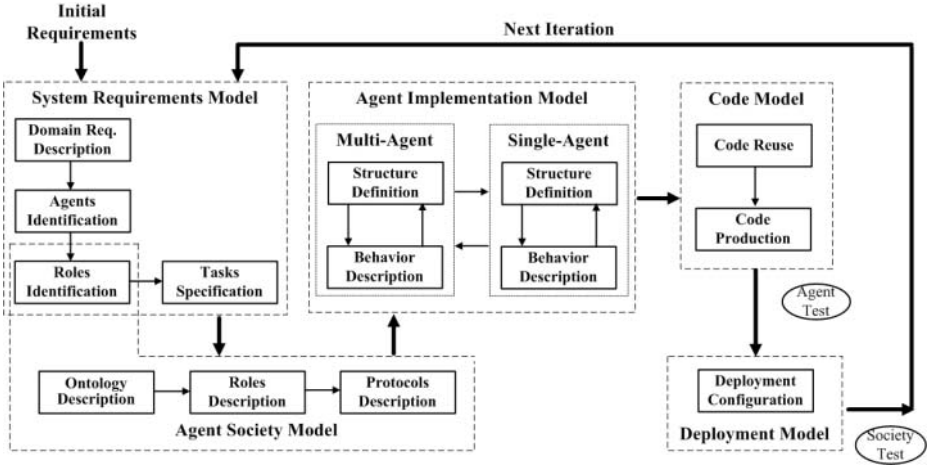 Initial
Requirements
Next Iteration
System Requirements Model
Domain Req.
Description
Agents
Identification
Roles
Identification
Tasks
Specification
Agent Implementation Model
Multi-Agent
Structure
Definition
Behavior
Description
Single-Agent
Structure
Definition
Behavior
Description
Code Model
Code Reuse
Code
Production
Agent
Test
Ontology
Description
Roles
Description
Protocols
Description
Agent Society Model
Deployment
Configuration
Deployment Model
Society
Test